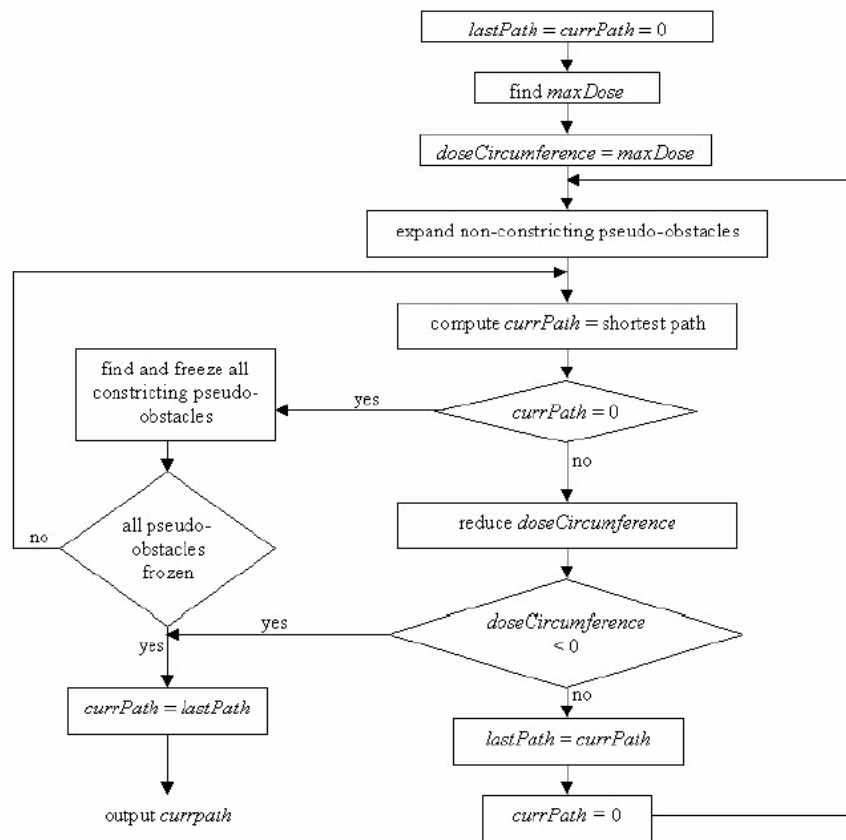 lastPath = currPath = 0
find maxDose
doseCircumference = maxDose
expand non-constricting pseudo-obstacles
compute currPath = shortest path
find and freeze all
constricting pseudo-
obstacles
yes
currPath = 0
no
reduce doseCircumference
no
all pseudo-
obstacles
frozen
yes
yes
doseCircumference
< 0
no
currPath = lastPath
lastPath = currPath
output currpath
currPath = 0